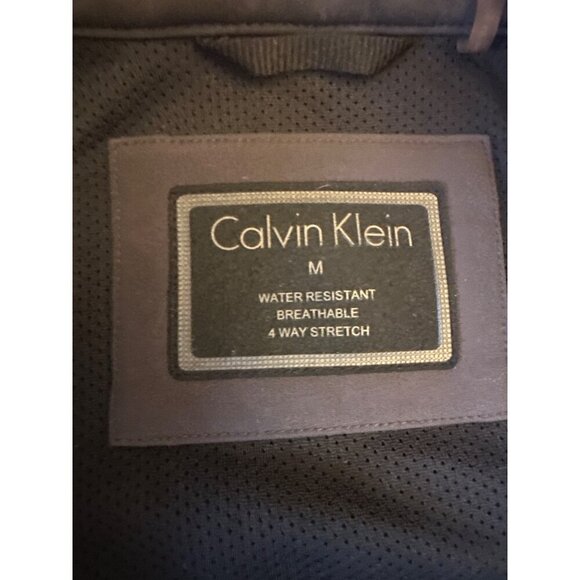 Calvin Klein
M
WATER RESISTANT
BREATHABLE
4 WAY STRETCH